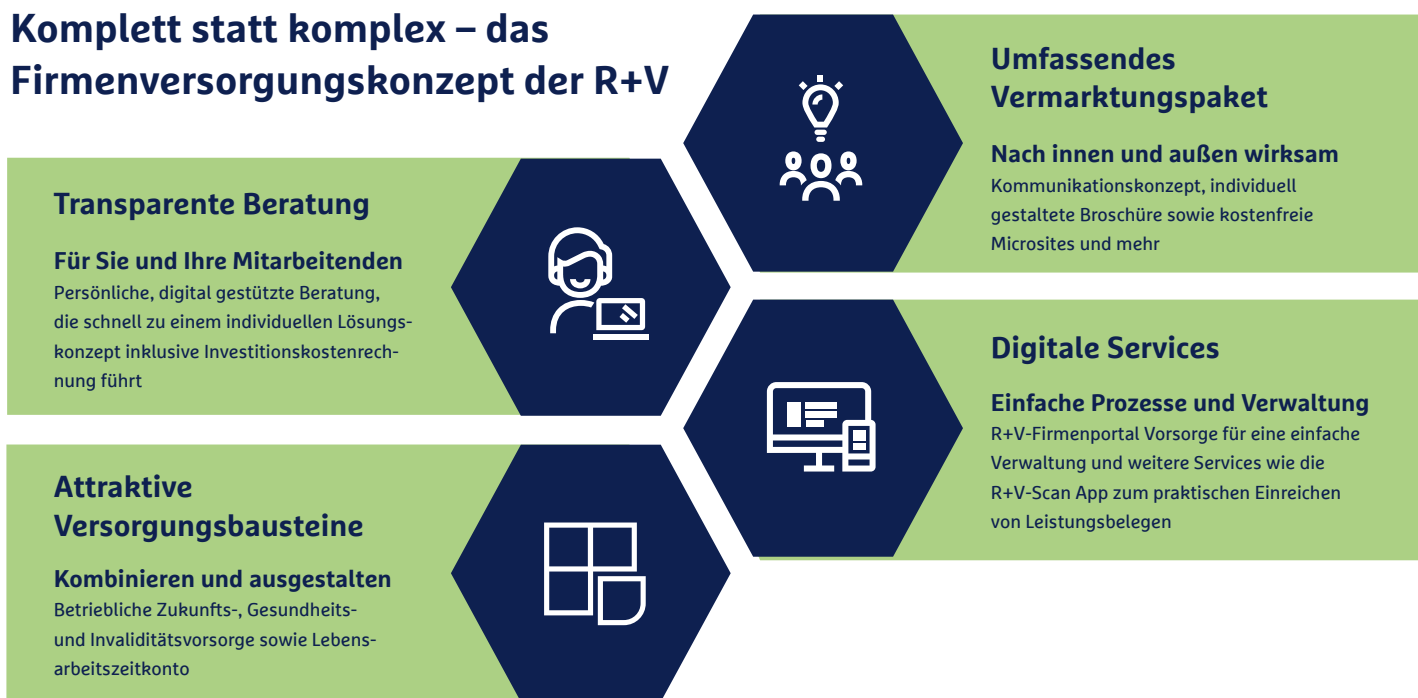 Komplett statt komplex – das
Firmenversorgungskonzept der R+V
Transparente Beratung
Für Sie und Ihre Mitarbeitenden
Persönliche, digital gestützte Beratung,
die schnell zu einem individuellen Lösungs-
konzept inklusive Investitionskostenrech-
nung führt
Attraktive
Versorgungsbausteine
Kombinieren und ausgestalten
Betriebliche Zukunfts-, Gesundheits-
und Invaliditätsvorsorge sowie Lebens-
arbeitszeitkonto
Umfassendes
Vermarktungspaket
Nach innen und außen wirksam
Kommunikationskonzept, individuell
gestaltete Broschüre sowie kostenfreie
Microsites und mehr
Digitale Services
Einfache Prozesse und Verwaltung
R+V-Firmenportal Vorsorge für eine einfache
Verwaltung und weitere Services wie die
R+V-Scan App zum praktischen Einreichen
von Leistungsbelegen